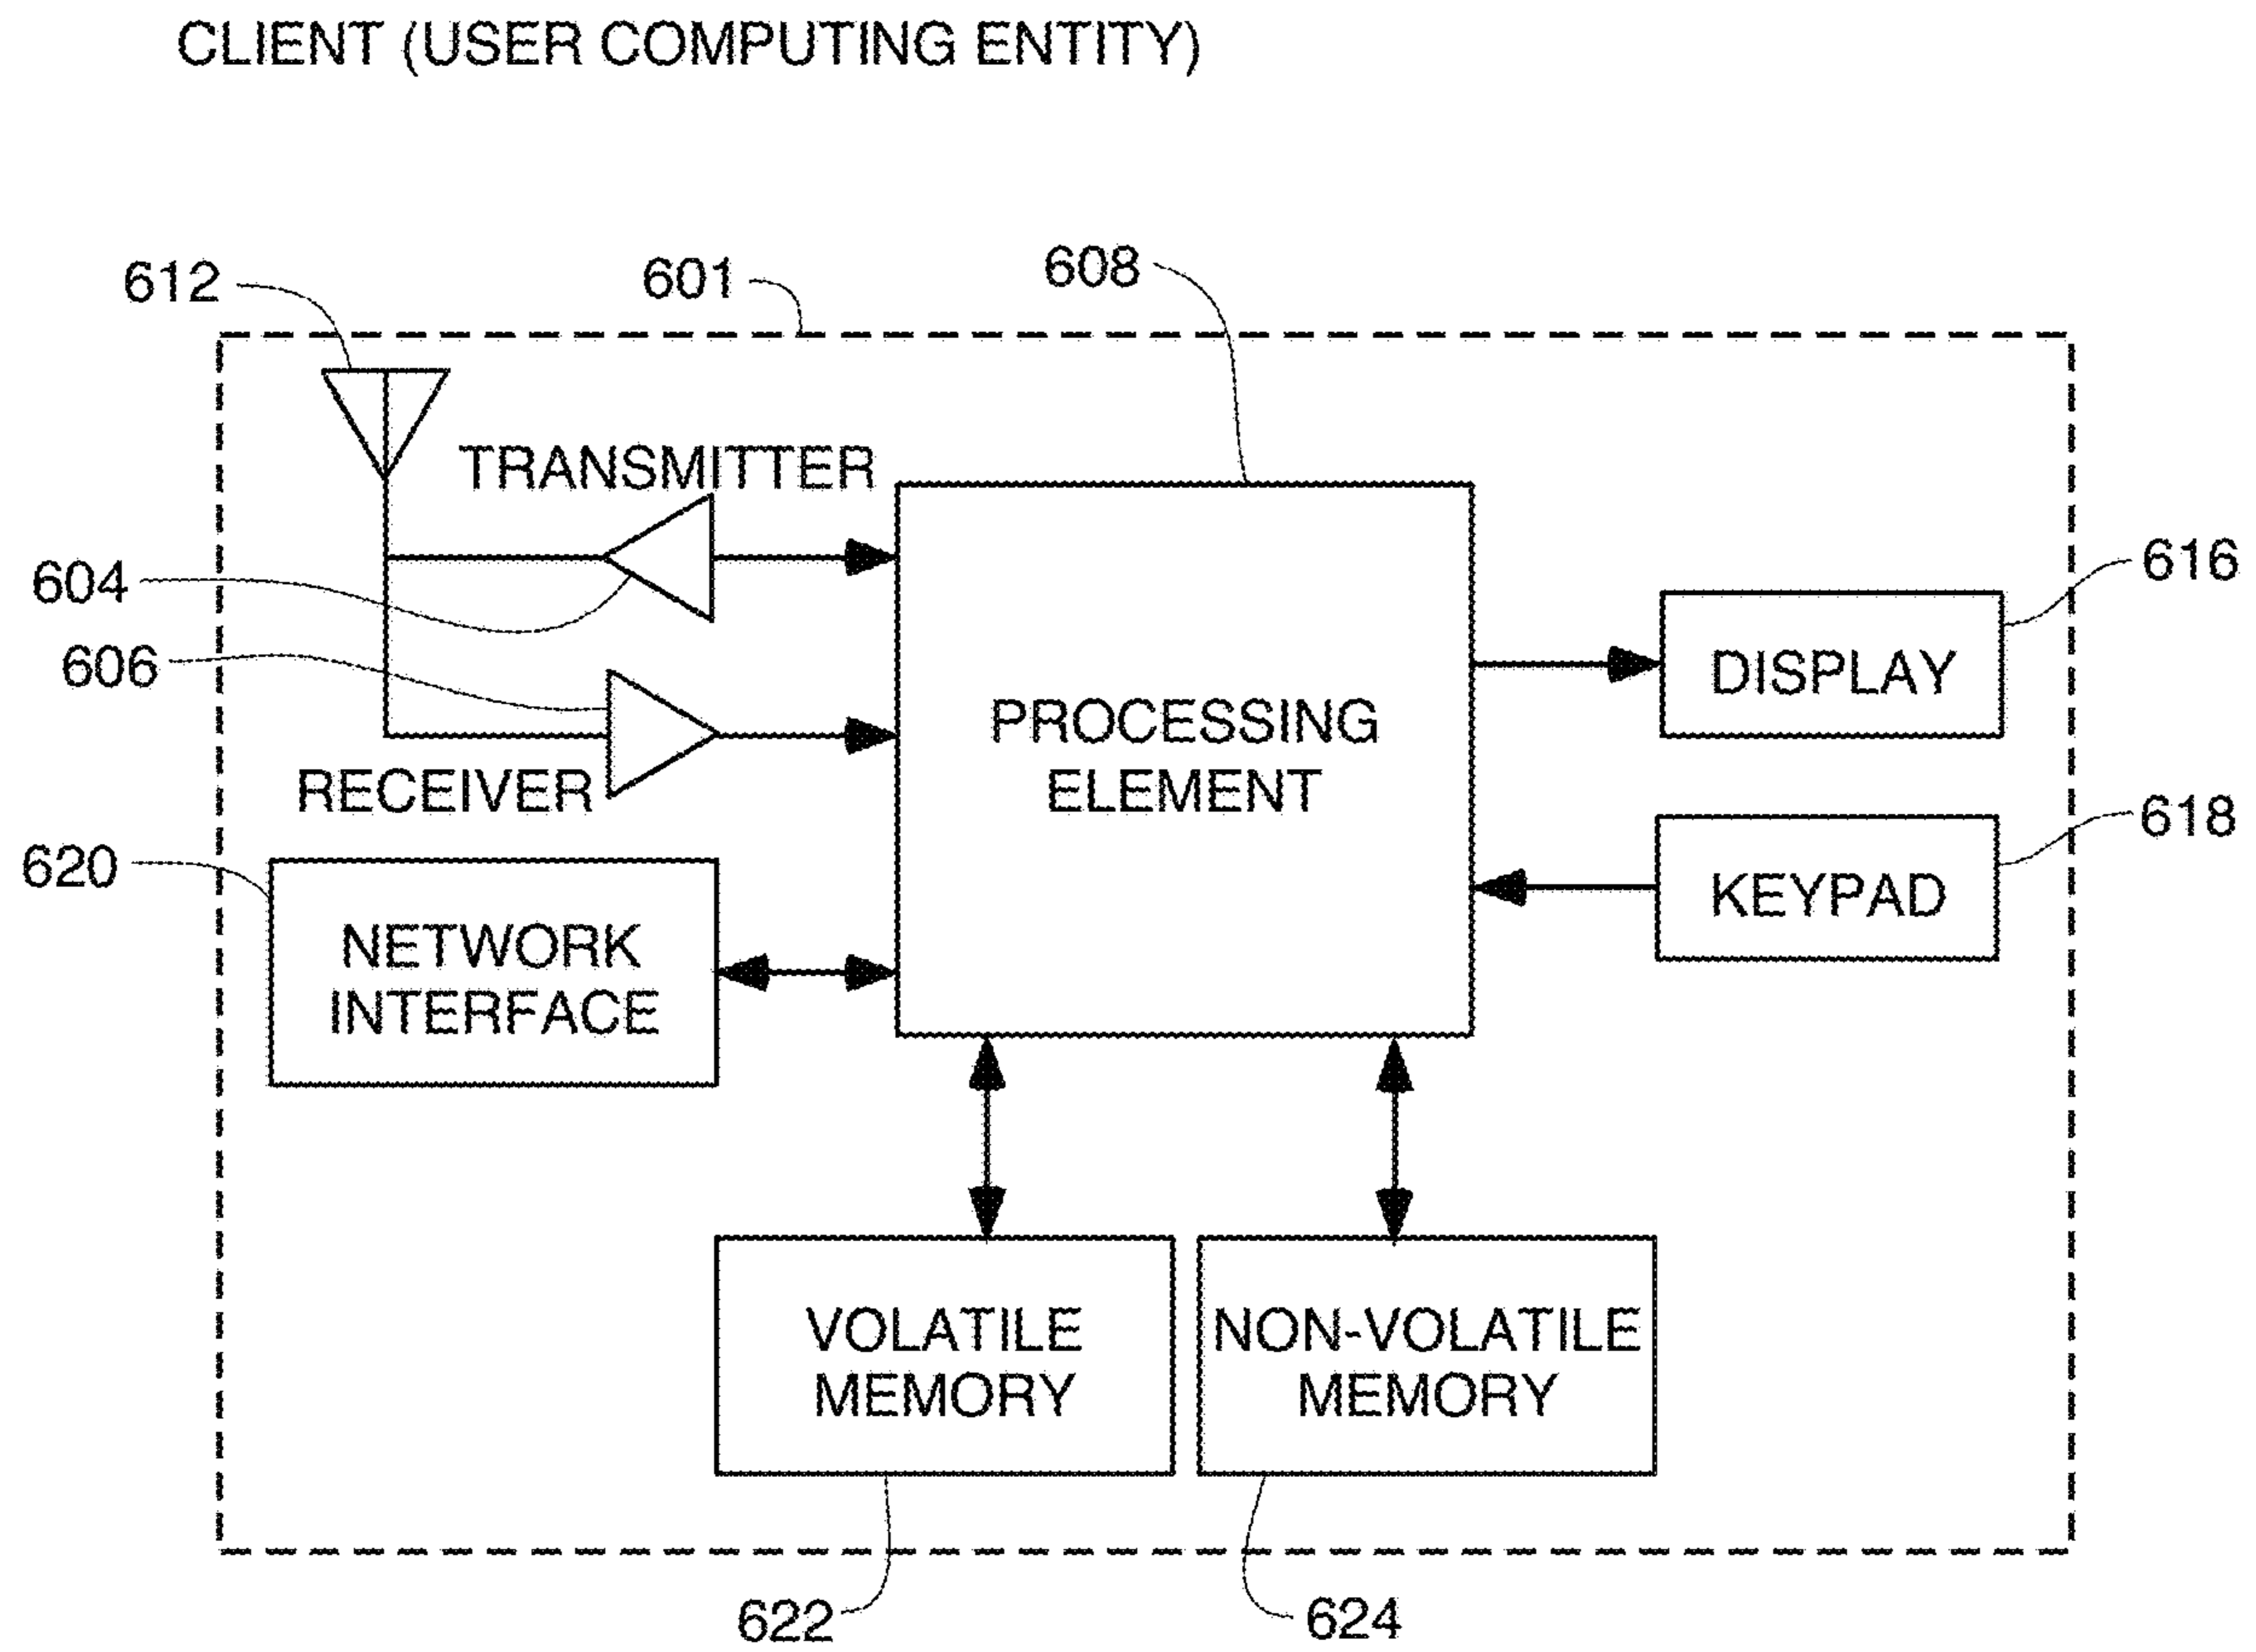 CLIENT (USER COMPUTING ENTITY)
612
601
608
TRANSMITTER
604
616
606
DISPLAY
PROCESSING
ELEMENT
RECEIVER
618
620
KEYPAD
NETWORK
INTERFACE
VOLATILE
MEMORY
NON-VOLATILE
MEMORY
622
624